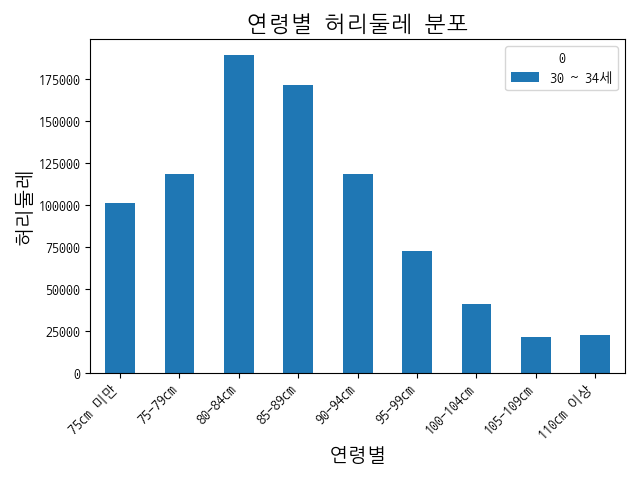 연령별 허리둘레 분포
0
30 ~ 34세
허리둘레
175000
150000
125000
100000
75000
50000
25000
0
75cm 미만
75-79cm
80-84cm
85-89cm
90-94cm
95-99cm
100-104cm
105-109cm
110cm 이상
연령별